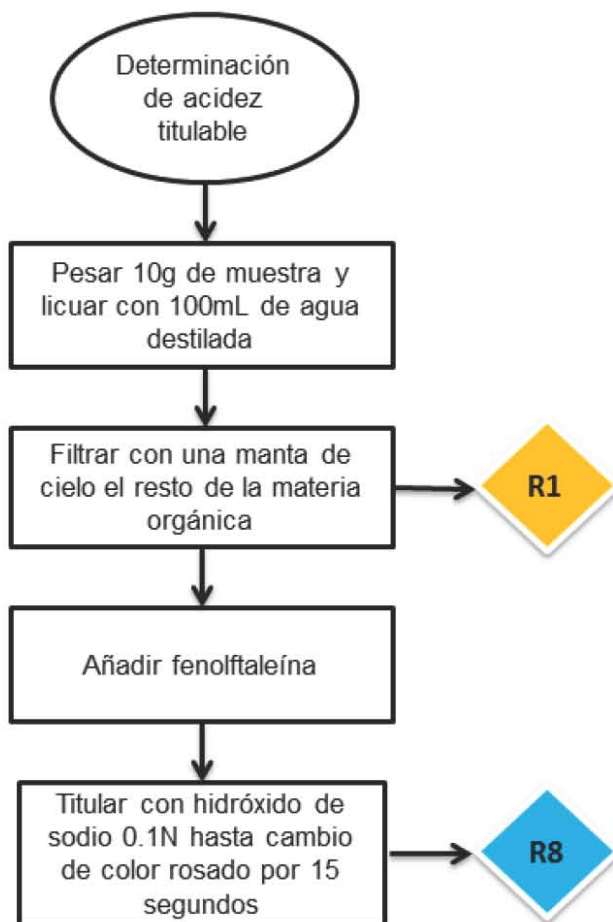 Determinación
de acidez
titulable
Pesar 10g de muestra y
licuar con 100mL de agua
destilada
Filtrar con una manta de
cielo el resto de la materia
orgánica
R1
Añadir fenolftaleína
Titular con hidróxido de
sodio 0.1N hasta cambio
de color rosado por 15
segundos
R8